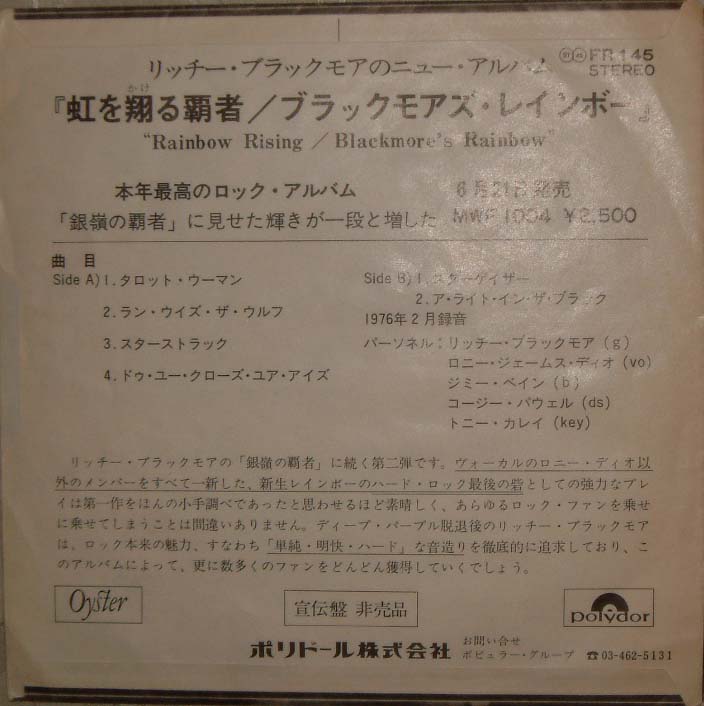 リッチー・ブラックモアのニュー・アルバム
FR 145
STEREO
かけ
『虹を翔る覇者／ブラックモアズ・レインボー』
"Rainbow Rising / Blackmore's Rainbow"
本年最高のロック・アルバム 6月21日発売
「銀嶺の覇者」に見せた輝きが一段と増した MWF 1004 ¥2,500
曲目
Side A) 1. タロット・ウーマン
2. ラン・ウイズ・ザ・ウルフ
3. スターストラック
4. ドゥ・ユー・クローズ・ユア・アイズ
Side B) 1. スターゲイザー
2. ア・ライト・イン・ザ・ブラック
1976年2月録音
パーソネル：リッチー・ブラックモア (g)
ロニー・ジェームス・ディオ (vo)
ジミー・ベイン (b)
コージー・パウェル (ds)
トニー・カレイ (key)
リッチー・ブラックモアの「銀嶺の覇者」に続く第二弾です。ヴォーカルのロニー・ディオ以
外のメンバーをすべて一新した、新生レインボーのハード・ロック最後の砦としての強力なプレ
イは第一作をほんの小手調べであったと思わせるほど素晴しく、あらゆるロック・ファンを乗せ
に乗せてしまうことは間違いありません。ディープ・パープル脱退後のリッチー・ブラックモア
は、ロック本来の魅力、すなわち「単純・明快・ハード」な音造りを徹底的に追求しており、こ
のアルバムによって、更に数多くのファンをどんどん獲得していくでしょう。
Oyster
宣伝盤 非売品
polydor
ポリドール株式会社
お問い合せ
ポピュラー・グループ ☎03-462-5131